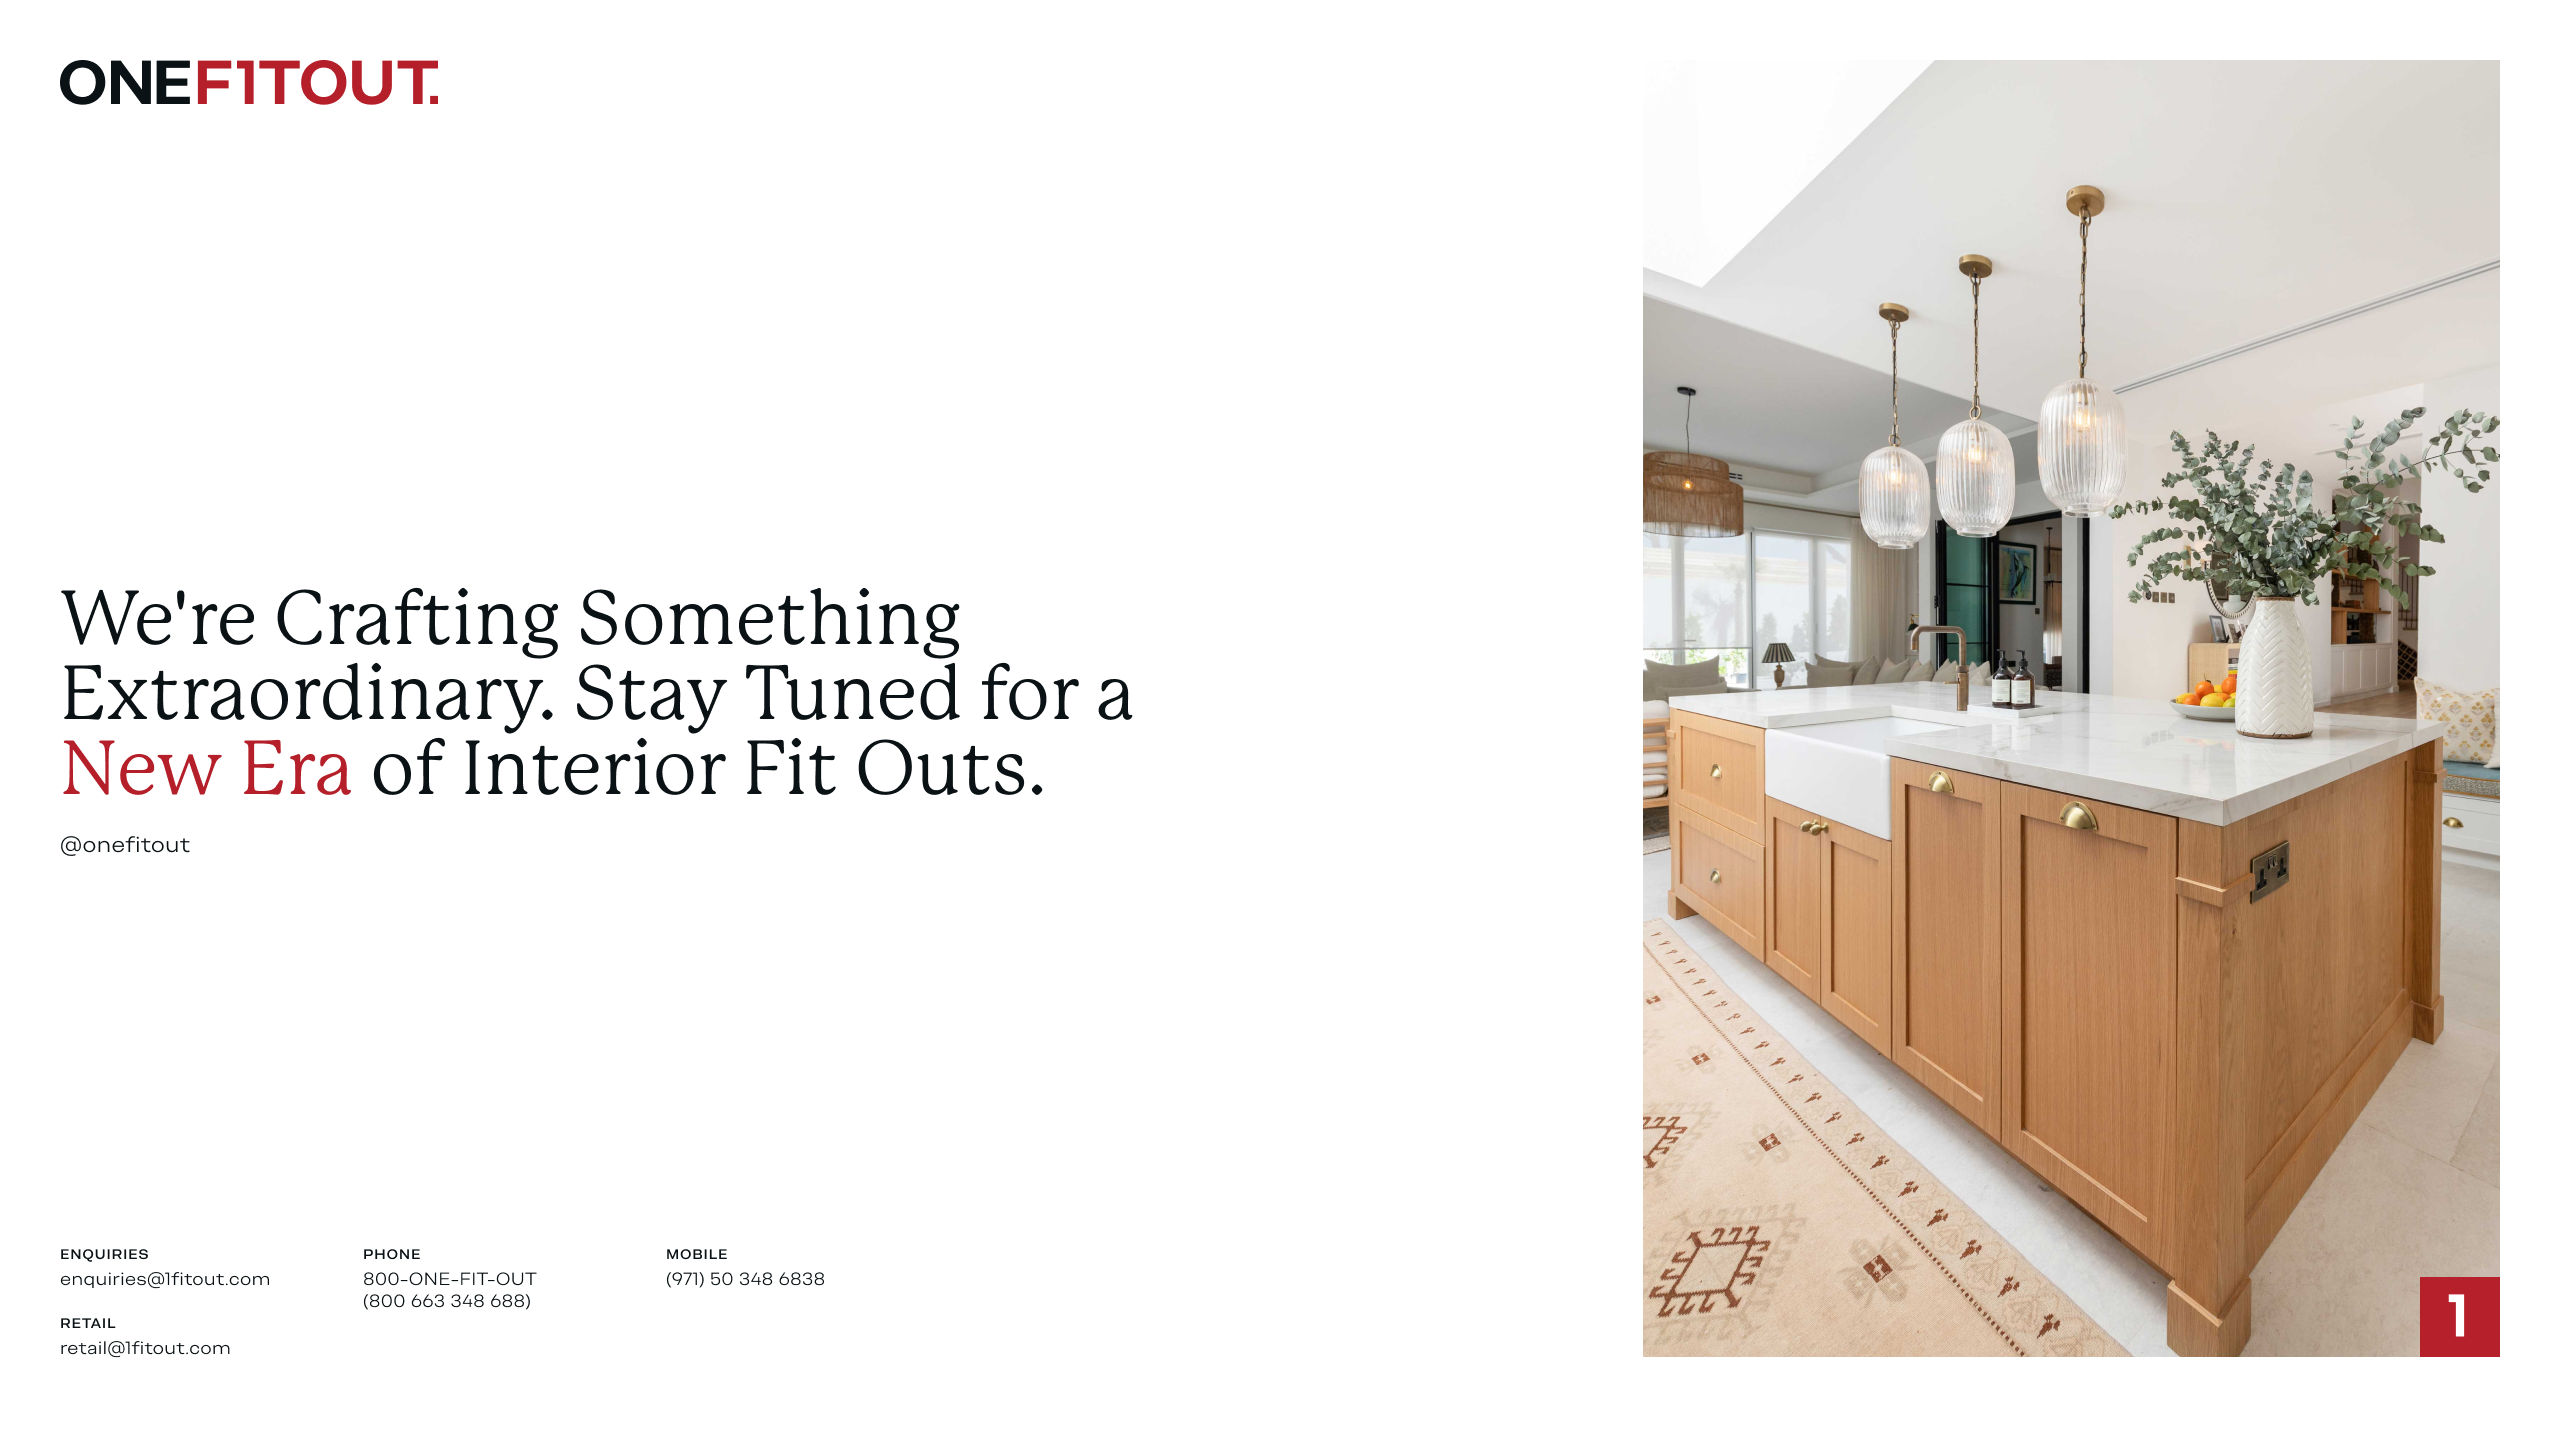 ONEF1TOUT.
We're Crafting Something
Extraordinary. Stay Tuned for a
New Era of Interior Fit Outs.
@onefitout
ENQUIRIES
enquiries@1fitout.com
RETAIL
retail@1fitout.com
PHONE
800-ONE-FIT-OUT
(800 663 348 688)
MOBILE
(971) 50 348 6838
1